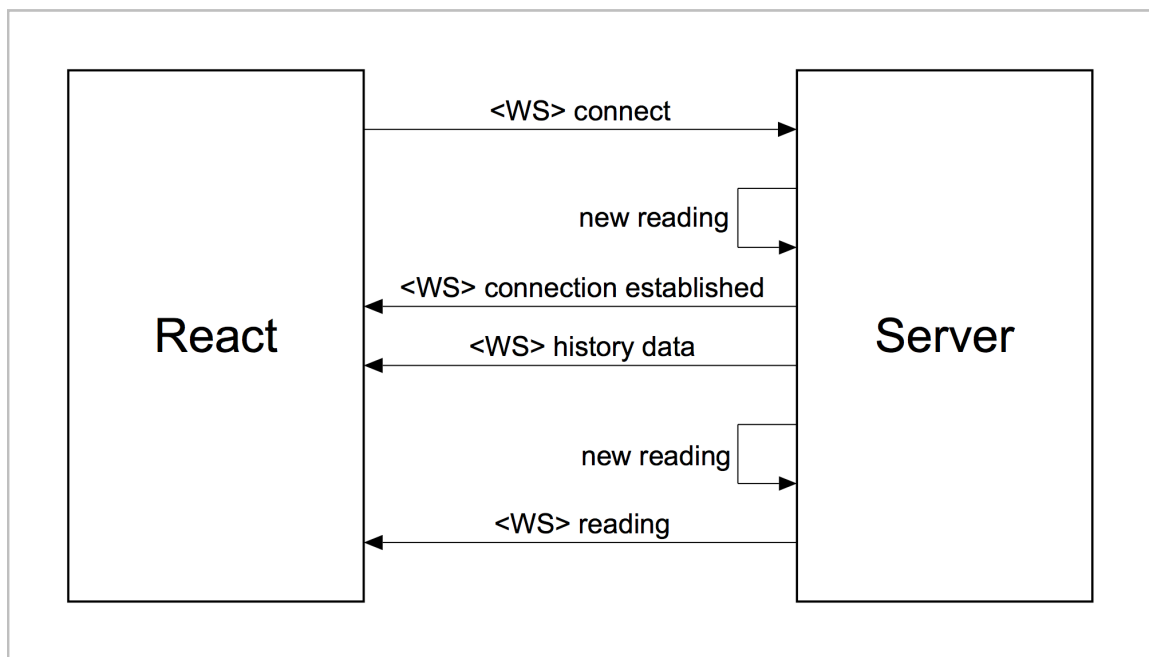 <WS> connect
new reading
<WS> connection established
React
Server
<WS> history data
new reading
<WS> reading